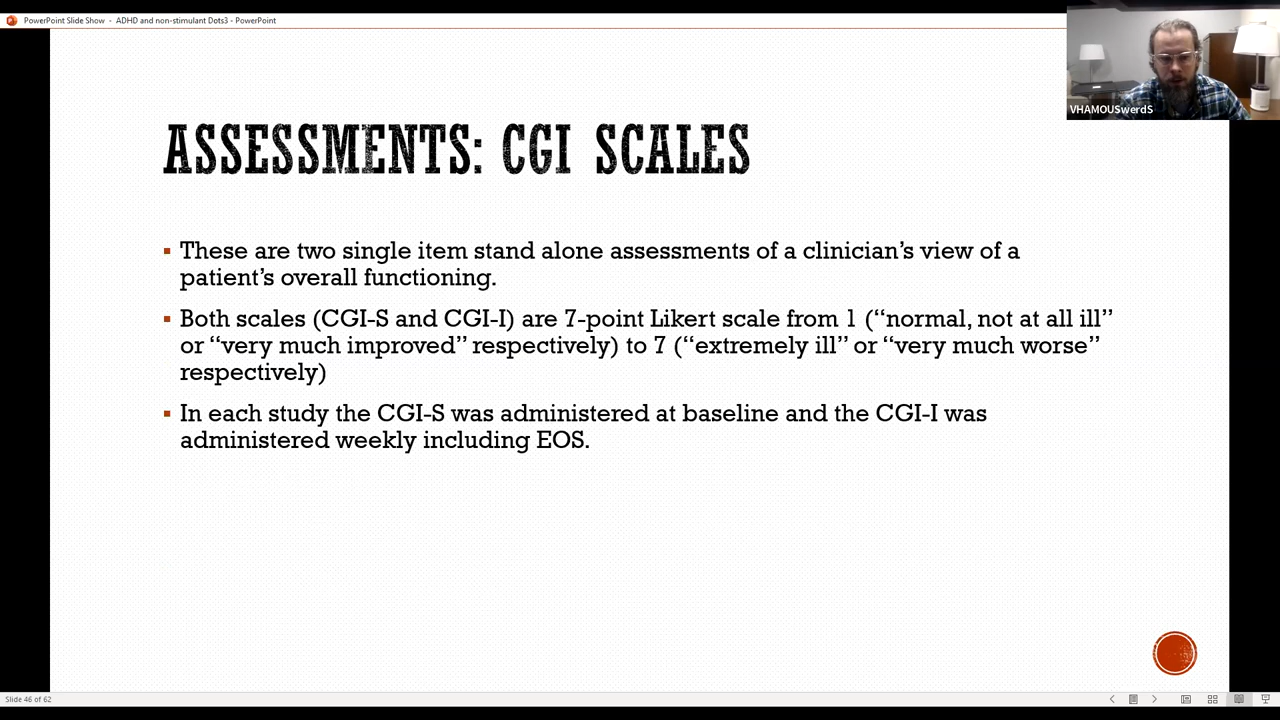 PowerPoint Slide Show - ADHD and non-stimulant Dots3 - PowerPoint
VHAMOUSwerdS
ASSESSMENTS: CGI SCALES
These are two single item stand alone assessments of a clinician's view of a
patient's overall functioning.
Both scales (CGI-S and CGI-I) are 7-point Likert scale from 1 (“normal, not at all ill”
or “very much improved” respectively) to 7 (“extremely ill” or “very much worse”
respectively)
In each study the CGI-S was administered at baseline and the CGI-I was
administered weekly including EOS.
Slide 46 of 62